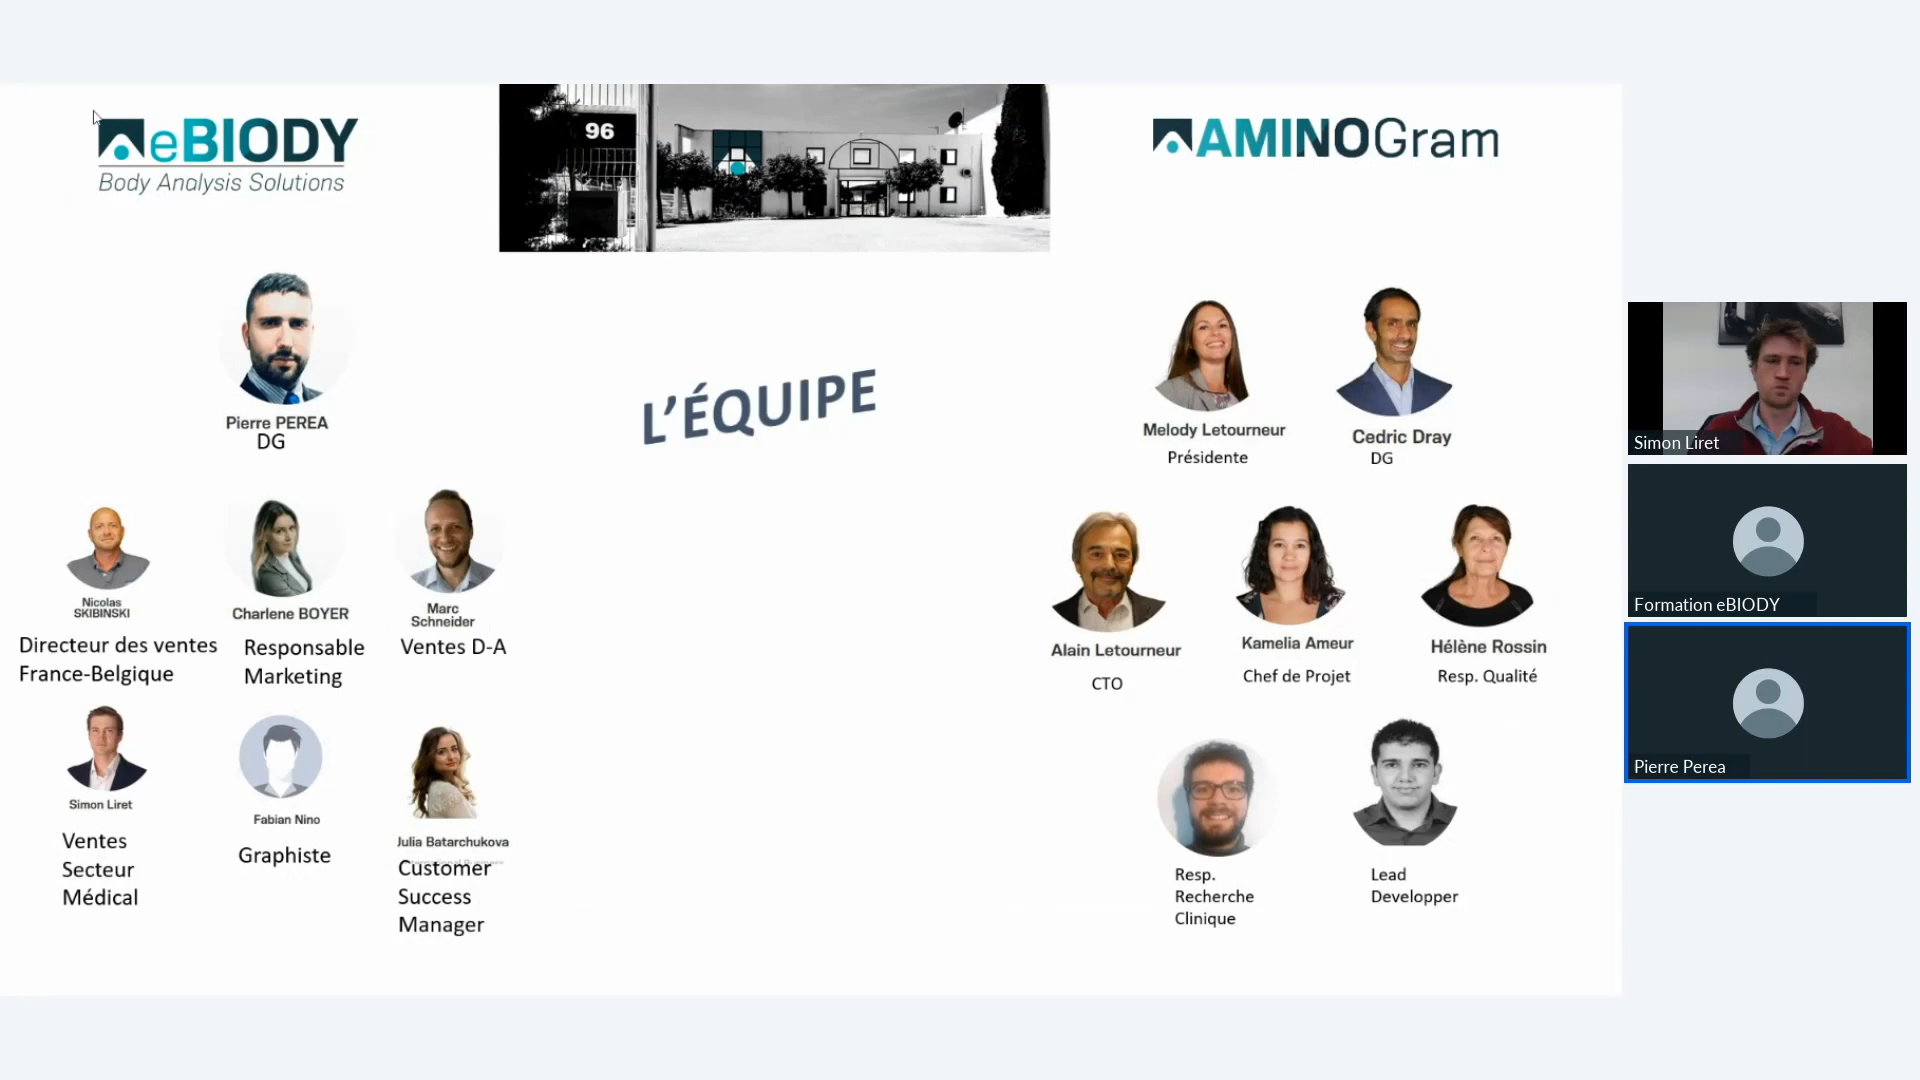 eBIODY
Body Analysis Solutions
96
AMINOGram
L'ÉQUIPE
Pierre PEREA
DG
Nicolas
SKIBINSKI
Directeur des ventes
France-Belgique
Charlene BOYER
Responsable
Marketing
Marc
Schneider
Ventes D-A
Simon Liret
Ventes
Secteur
Médical
Fabian Nino
Graphiste
Julia Batarchukova
Customer
Success
Manager
Melody Letourneur
Présidente
Cedric Dray
DG
Alain Letourneur
CTO
Kamelia Ameur
Chef de Projet
Hélène Rossin
Resp. Qualité
Resp.
Recherche
Clinique
Lead
Developper
Simon Liret
Formation eBIODY
Pierre Perea